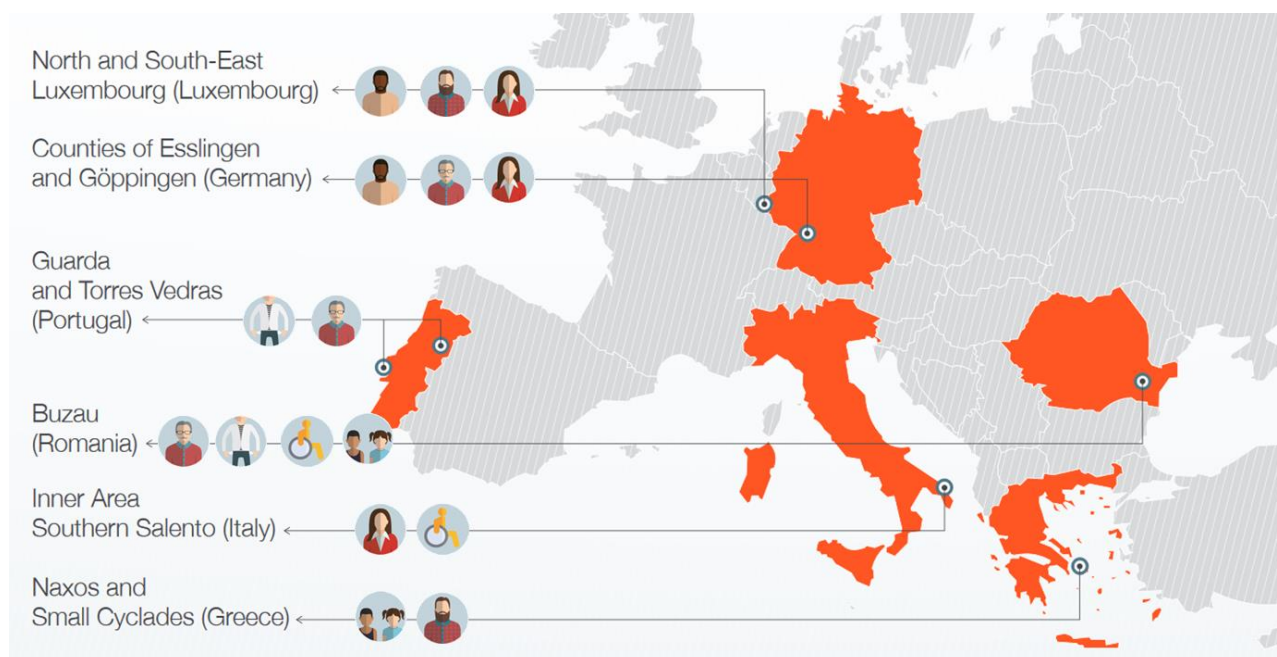 North and South-East
Luxembourg (Luxembourg)
Counties of Esslingen
and Göppingen (Germany)
Guarda
and Torres Vedras
(Portugal)
Buzau
(Romania)
Inner Area
Southern Salento (Italy)
Naxos and
Small Cyclades (Greece)